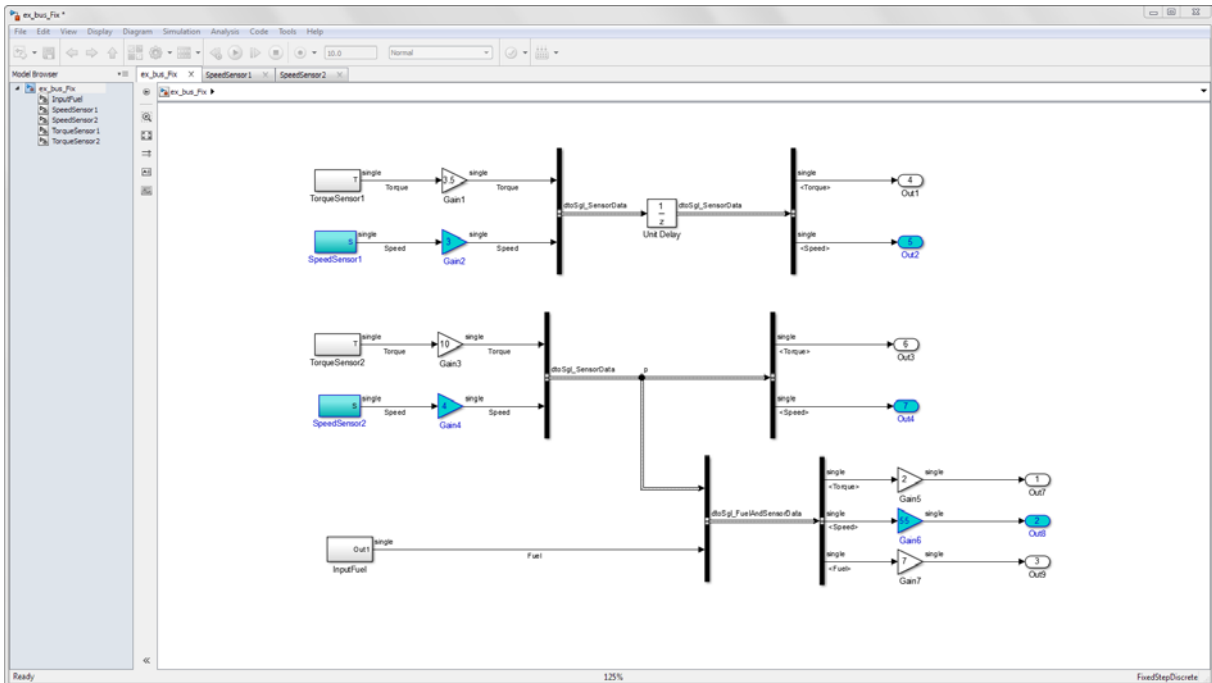 ex_bus_Fix *
File Edit View Display Diagram Simulation Analysis Code Tools Help
10.0 Normal
Model Browser
ex_bus_Fix
InputFuel
SpeedSensor1
SpeedSensor2
TorqueSensor1
TorqueSensor2
ex_bus_Fix × SpeedSensor1 × SpeedSensor2 ×
ex_bus_Fix
T single Torque 3.5 single Torque
TorqueSensor1 Gain1
S single Speed 3 single Speed
SpeedSensor1 Gain2
dtoSgl_SensorData
1
z
Unit Delay
dtoSgl_SensorData
single
<Torque>
4
Out1
single
<Speed>
5
Out2
T single Torque 10 single Torque
TorqueSensor2 Gain3
S single Speed 4 single Speed
SpeedSensor2 Gain4
dtoSgl_SensorData p
single
<Torque>
6
Out3
single
<Speed>
7
Out4
Out1 single
InputFuel
Fuel
dtoSgl_FuelAndSensorData
single
<Torque>
2 single
Gain5
1
Out7
single
<Speed>
55 single
Gain6
2
Out8
single
<Fuel>
7 single
Gain7
3
Out9
Ready 125% FixedStepDiscrete